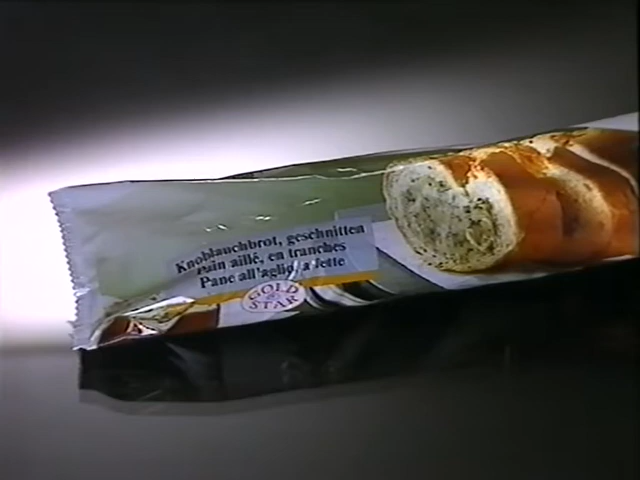 Knoblauchbrot, geschnitten
Pain aillé, en tranches
Pane all'aglio, a fette
GOLD
STAR